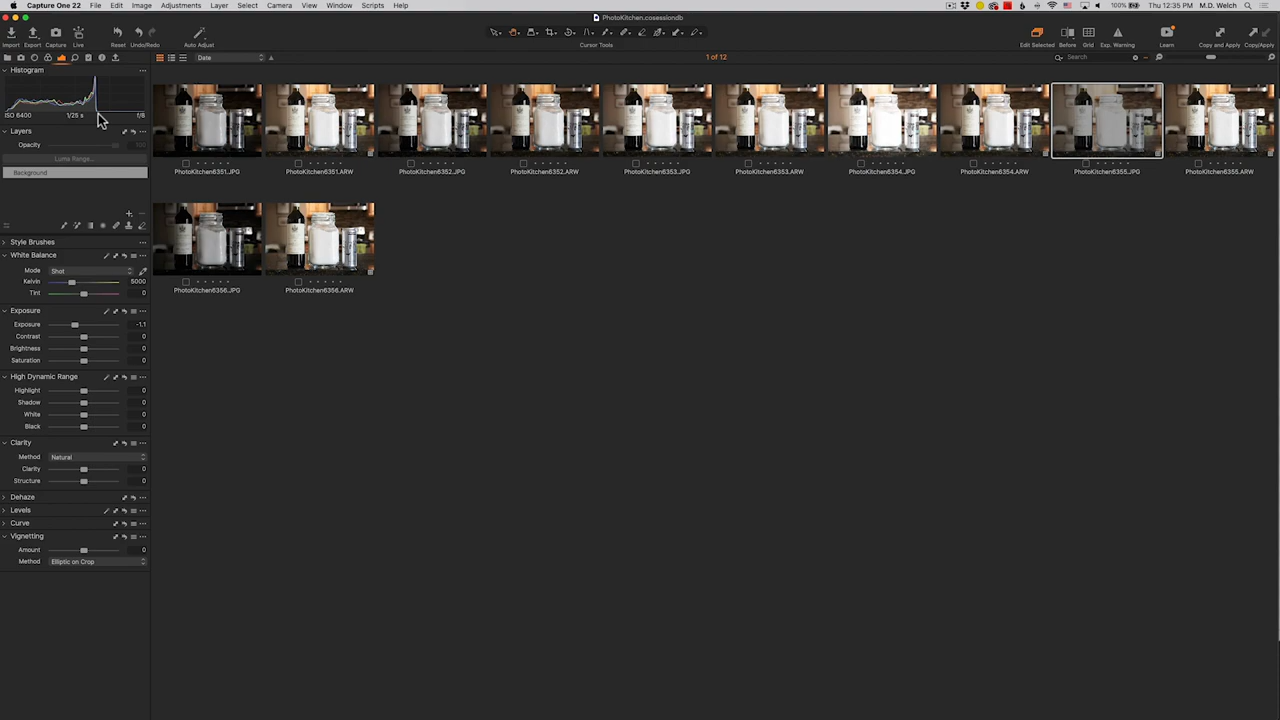 Capture One 22 File Edit Image Adjustments Layer Select Camera View Window Scripts Help 100% Thu 12:35 PM M.D. Welch
PhotoKitchen.cosessiondb
Import Export Capture Live Reset Undo/Redo Auto Adjust Cursor Tools Edit Selected Before Grid Exp. Warning Learn Copy and Apply Copy/Apply
Date 1 of 12 Search
Histogram
ISO 6400 1/25 s f/8
Layers
Opacity 100
Luma Range...
Background
PhotoKitchen6351.JPG PhotoKitchen6351.ARW PhotoKitchen6352.JPG PhotoKitchen6352.ARW PhotoKitchen6353.JPG PhotoKitchen6353.ARW PhotoKitchen6354.JPG PhotoKitchen6354.ARW PhotoKitchen6355.JPG PhotoKitchen6355.ARW
PhotoKitchen6356.JPG PhotoKitchen6356.ARW
Style Brushes
White Balance
Mode Shot
Kelvin 5000
Tint 0
Exposure
Exposure -1.1
Contrast 0
Brightness 0
Saturation 0
High Dynamic Range
Highlight 0
Shadow 0
White 0
Black 0
Clarity
Method Natural
Clarity 0
Structure 0
Dehaze
Levels
Curve
Vignetting
Amount 0
Method Elliptic on Crop